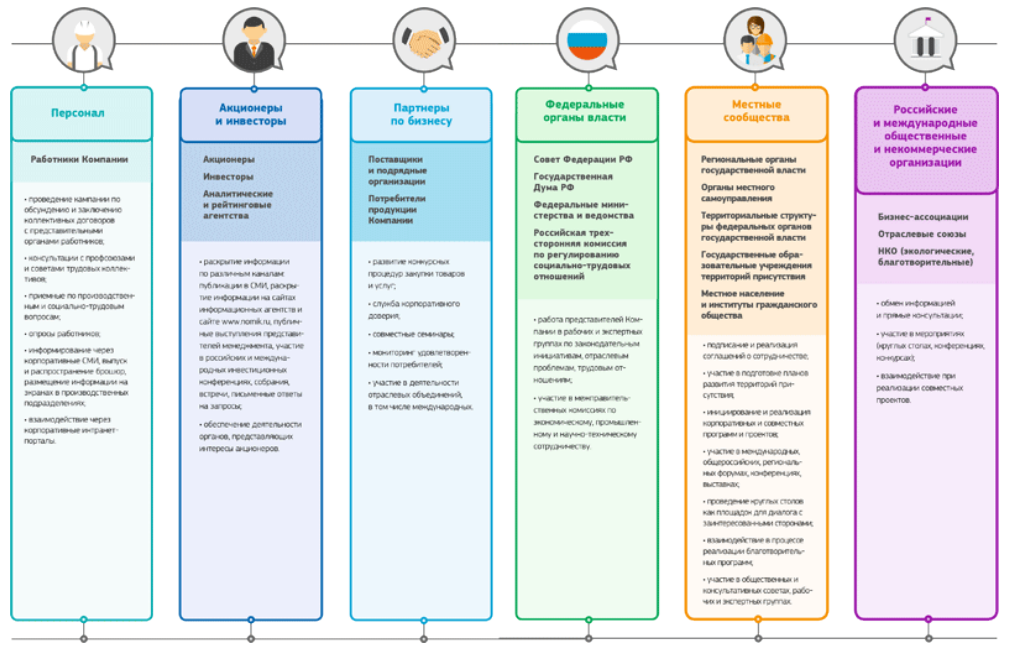 Персонал
Работники Компании
• проведение кампании по
обсуждению и заключению
коллективных договоров
с представительными
органами работников;
• консультации с профсоюзами
и советами трудовых коллек-
тивов;
• приемные по производствен-
ным и социально-трудовым
вопросам;
• опросы работников;
• информирование через
корпоративные СМИ, выпуск
и распространение брошюр,
размещение информации на
экранах в производственных
подразделениях;
• взаимодействие через
корпоративные интранет-
порталы.
Акционеры
и инвесторы
Акционеры
Инвесторы
Аналитические
и рейтинговые
агентства
• раскрытие информации
по различным каналам:
публикации в СМИ, раскры-
тие информации на сайтах
информационных агентств и
сайте www.nornik.ru, публич-
ные выступления представи-
телей менеджмента, участие
в российских и междуна-
родных инвестиционных
конференциях, собрания,
встречи, письменные ответы
на запросы;
• обеспечение деятельности
органов, представляющих
интересы акционеров.
Партнеры
по бизнесу
Поставщики
и подрядные
организации
Потребители
продукции
Компании
• развитие конкурсных
процедур закупки товаров
и услуг;
• служба корпоративного
доверия;
• совместные семинары;
• мониторинг удовлетворен-
ности потребителей;
• участие в деятельности
отраслевых объединений,
в том числе международных.
Федеральные
органы власти
Совет Федерации РФ
Государственная
Дума РФ
Федеральные мини-
стерства и ведомства
Российская трех-
сторонняя комиссия
по регулированию
социально-трудовых
отношений
• работа представителей Ком-
пании в рабочих и экспертных
группах по законодательным
инициативам, отраслевым
проблемам, трудовым от-
ношениям;
• участие в межправитель-
ственных комиссиях по
экономическому, промышлен-
ному и научно-техническому
сотрудничеству.
Местные
сообщества
Региональные органы
государственной власти
Органы местного
самоуправления
Территориальные структу-
ры федеральных органов
государственной власти
Государственные обра-
зовательные учреждения
территорий присутствия
Местное население
и институты гражданского
общества
• подписание и реализация
соглашений о сотрудничестве;
• участие в подготовке планов
развития территорий при-
сутствия;
• инициирование и реализация
корпоративных и совместных
программ и проектов;
• участие в международных,
общероссийских, региональ-
ных форумах, конференциях,
выставках;
• проведение круглых столов
как площадок для диалога с
заинтересованными сторонами;
• взаимодействие в процессе
реализации благотворитель-
ных программ;
• участие в общественных и
консультативных советах, рабо-
чих и экспертных группах.
Российские
и международные
общественные
и некоммерческие
организации
Бизнес-ассоциации
Отраслевые союзы
НКО (экологические,
благотворительные)
• обмен информацией
и прямые консультации;
• участие в мероприятиях
(круглых столах, конференциях,
конкурсах);
• взаимодействие при
реализации совместных
проектов.